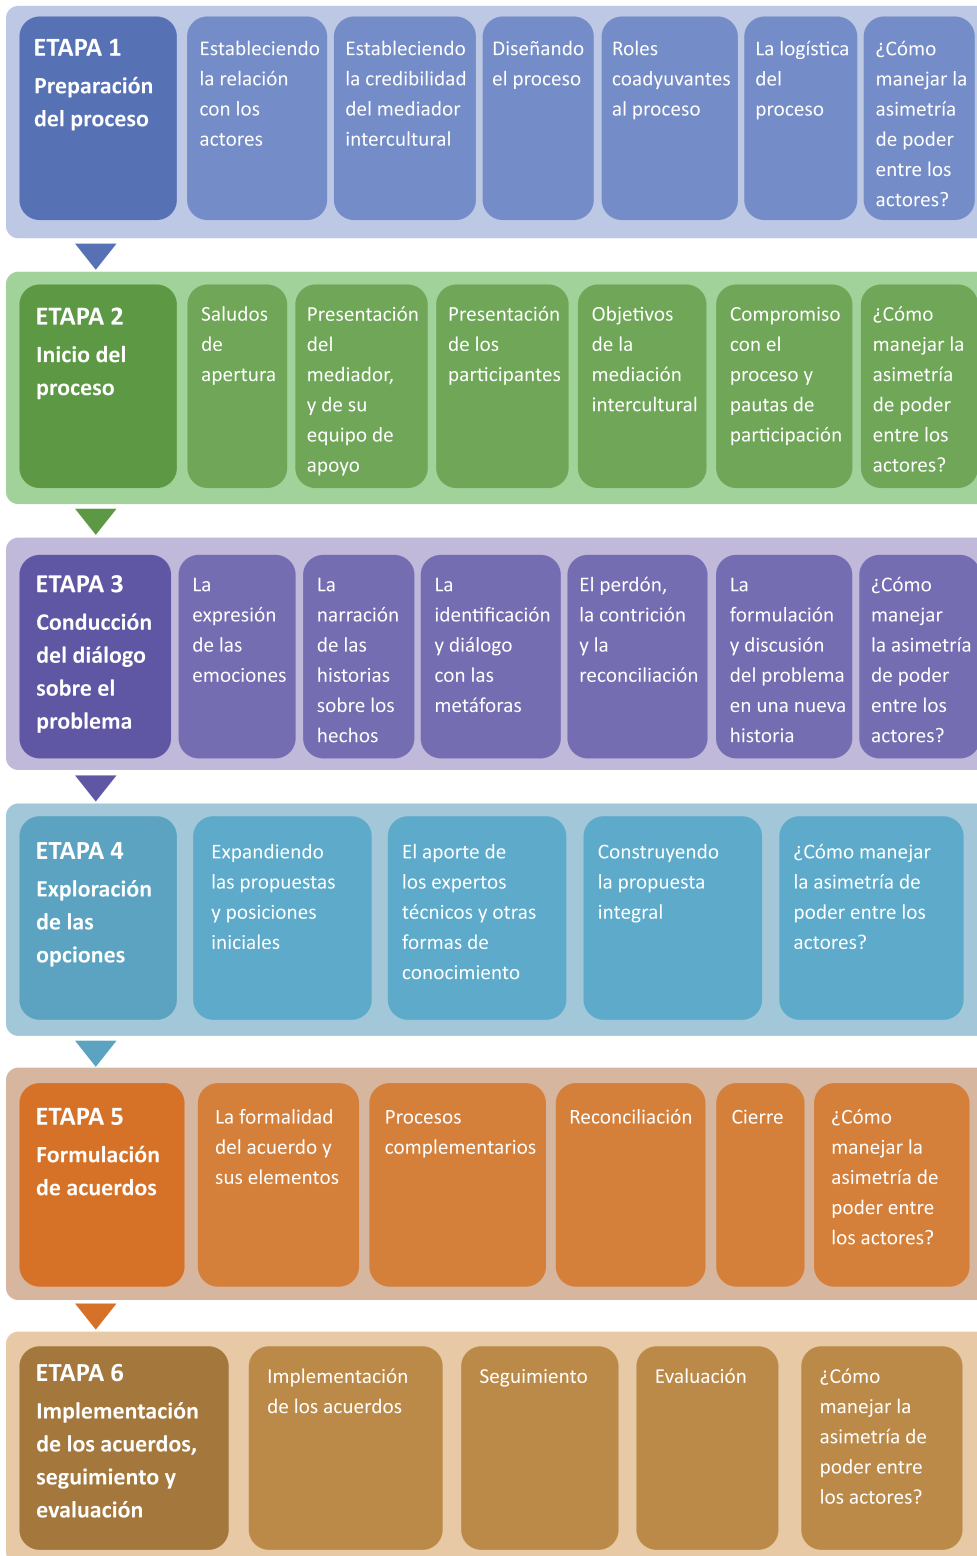 ETAPA 1
Preparación
del proceso
Estableciendo
la relación
con los
actores
Estableciendo
la credibilidad
del mediador
intercultural
Diseñando
el proceso
Roles
coadyuvantes
al proceso
La logística
del
proceso
¿Cómo
manejar la
asimetría
de poder
entre los
actores?
ETAPA 2
Inicio del
proceso
Saludos
de
apertura
Presentación
del
mediador,
y de su
equipo de
apoyo
Presentación
de los
participantes
Objetivos
de la
mediación
intercultural
Compromiso
con el
proceso y
pautas de
participación
¿Cómo
manejar la
asimetría
de poder
entre los
actores?
ETAPA 3
Conducción
del diálogo
sobre el
problema
La
expresión
de las
emociones
La
narración
de las
historias
sobre los
hechos
La
identificación
y diálogo
con las
metáforas
El perdón,
la contrición
y la
reconciliación
La
formulación
y discusión
del problema
en una nueva
historia
¿Cómo
manejar
la asimetría
de poder
entre los
actores?
ETAPA 4
Exploración
de las
opciones
Expandiendo
las propuestas
y posiciones
iniciales
El aporte de
los expertos
técnicos y otras
formas de
conocimiento
Construyendo
la propuesta
integral
¿Cómo manejar
la asimetría de
poder entre los
actores?
ETAPA 5
Formulación
de acuerdos
La formalidad
del acuerdo y
sus elementos
Procesos
complementarios
Reconciliación
Cierre
¿Cómo
manejar la
asimetría de
poder entre
los actores?
ETAPA 6
Implementación
de los acuerdos,
seguimiento y
evaluación
Implementación
de los acuerdos
Seguimiento
Evaluación
¿Cómo
manejar la
asimetría de
poder entre
los actores?